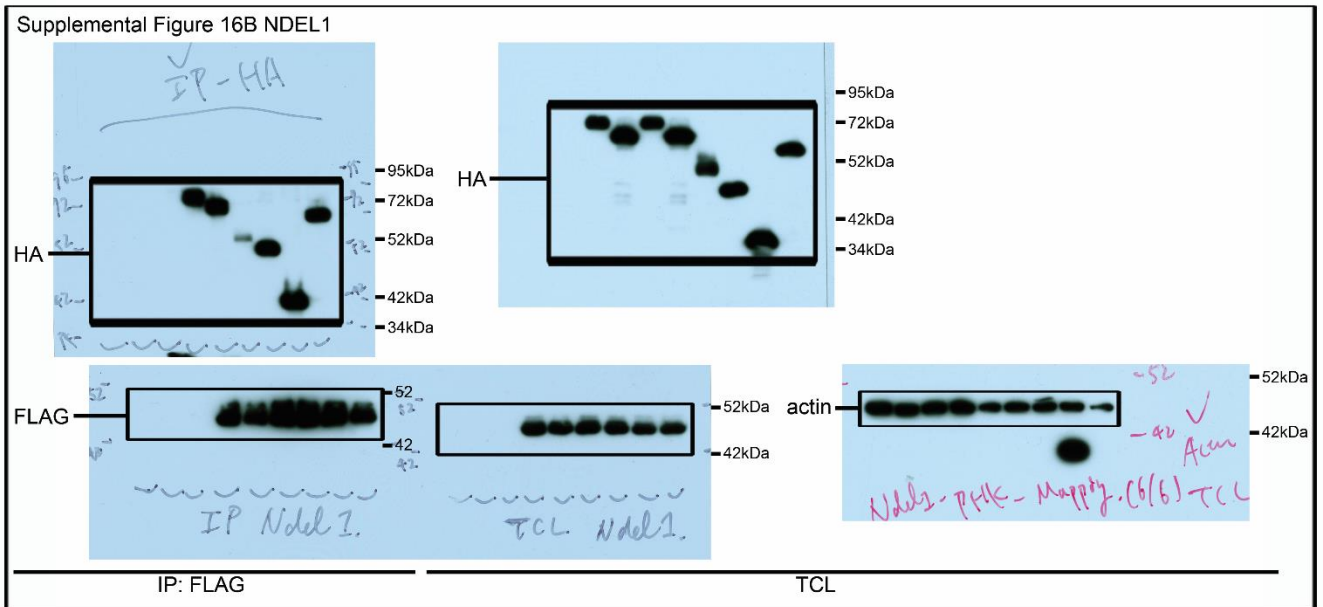 Supplemental Figure 16B NDEL1
IP-HA
95kDa
72kDa
52kDa
42kDa
34kDa
HA
95kDa
72kDa
52kDa
42kDa
34kDa
HA
FLAG
52
42
IP Ndel1.
52kDa
42kDa
TCL Ndel1.
actin
52kDa
42kDa
-52
-42
Ndel1- Mapping. (6/6) TCL
IP: FLAG
TCL